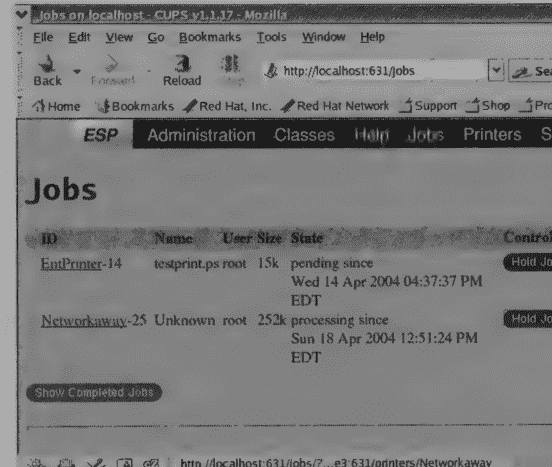 Jobs on localhost - CUPS v1.1.17 - Mozilla
File Edit View Go Bookmarks Tools Window Help
Back Forward Reload Stop http://localhost:631/jobs
Home Bookmarks Red Hat, Inc. Red Hat Network Support Shop
ESP Administration Classes Help Jobs Printers
Jobs
ID Name User Size State
EntPrinter-14 testprint.ps root 15k pending since
Wed 14 Apr 2004 04:37:37 PM
EDT
Networkaway-25 Unknown root 252k processing since
Sun 18 Apr 2004 12:51:24 PM
EDT
Show Completed Jobs
http://localhost:631/jobs/?...e3:631/printers/Networkaway